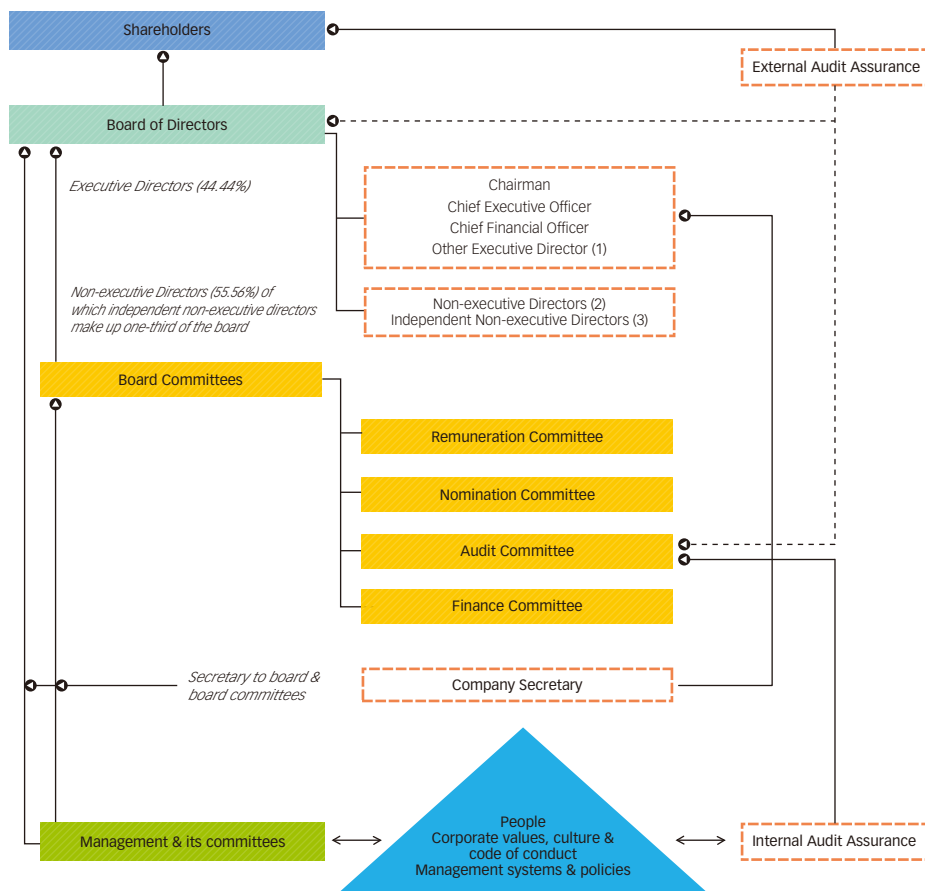 Shareholders
External Audit Assurance
Board of Directors
Executive Directors (44.44%)
Chairman
Chief Executive Officer
Chief Financial Officer
Other Executive Director (1)
Non-executive Directors (55.56%) of
which independent non-executive directors
make up one-third of the board
Non-executive Directors (2)
Independent Non-executive Directors (3)
Board Committees
Remuneration Committee
Nomination Committee
Audit Committee
Finance Committee
Secretary to board &
board committees
Company Secretary
Management & its committees
People
Corporate values, culture &
code of conduct
Management systems & policies
Internal Audit Assurance